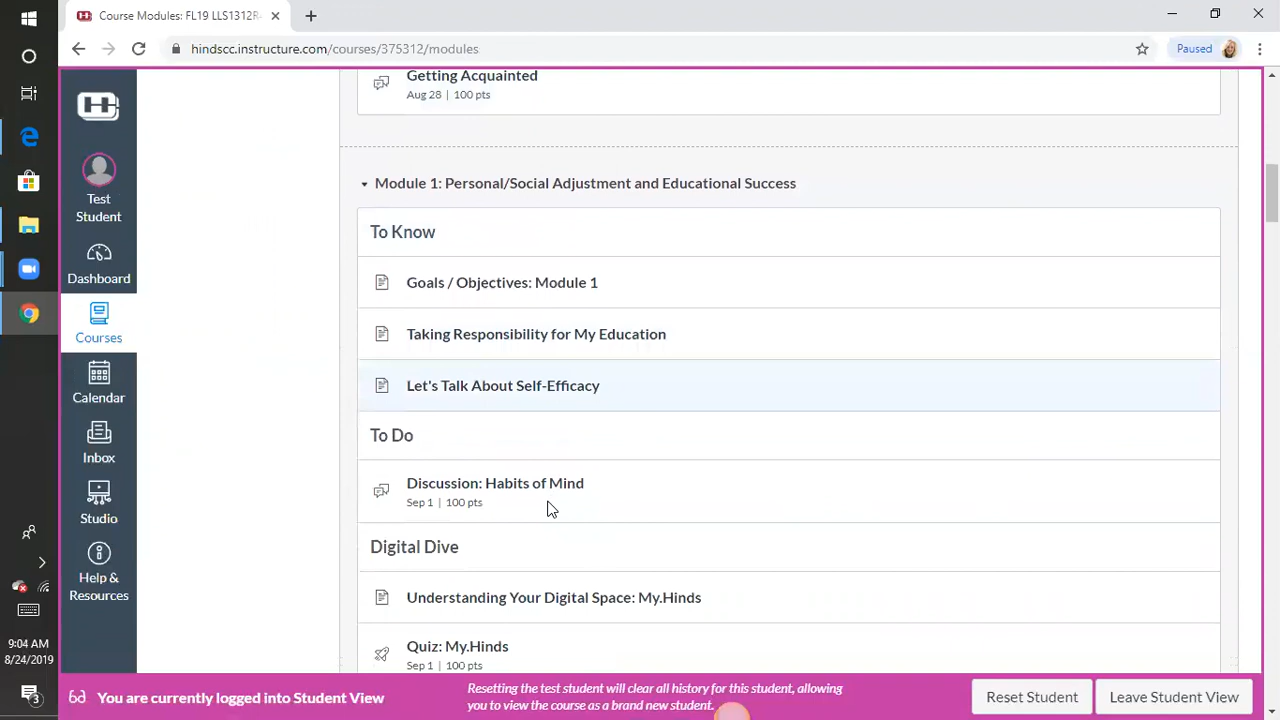 Course Modules: FL19 LLS1312R
hindscc.instructure.com/courses/375312/modules
Paused
Getting Acquainted
Aug 28 | 100 pts
Module 1: Personal/Social Adjustment and Educational Success
To Know
Goals / Objectives: Module 1
Taking Responsibility for My Education
Let's Talk About Self-Efficacy
To Do
Discussion: Habits of Mind
Sep 1 | 100 pts
Digital Dive
Understanding Your Digital Space: My.Hinds
Quiz: My.Hinds
Sep 1 | 100 pts
Test
Student
Dashboard
Courses
Calendar
Inbox
Studio
Help &
Resources
9:04 AM
8/24/2019
3
You are currently logged into Student View
Resetting the test student will clear all history for this student, allowing
you to view the course as a brand new student.
Reset Student
Leave Student View